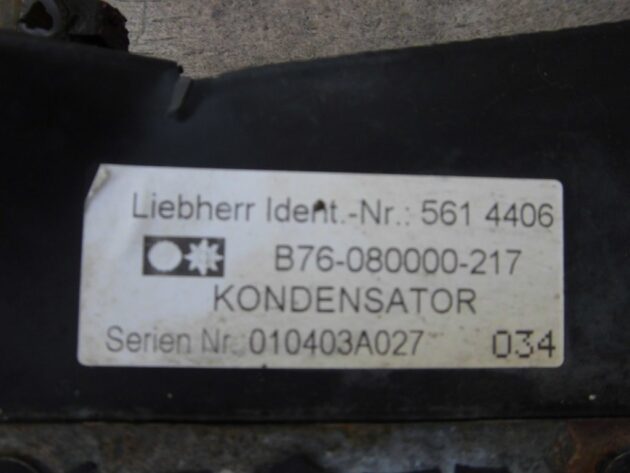 Liebherr Ident.-Nr.: 561 4406
B76-080000-217
KONDENSATOR
Serien Nr. 010403A027 034